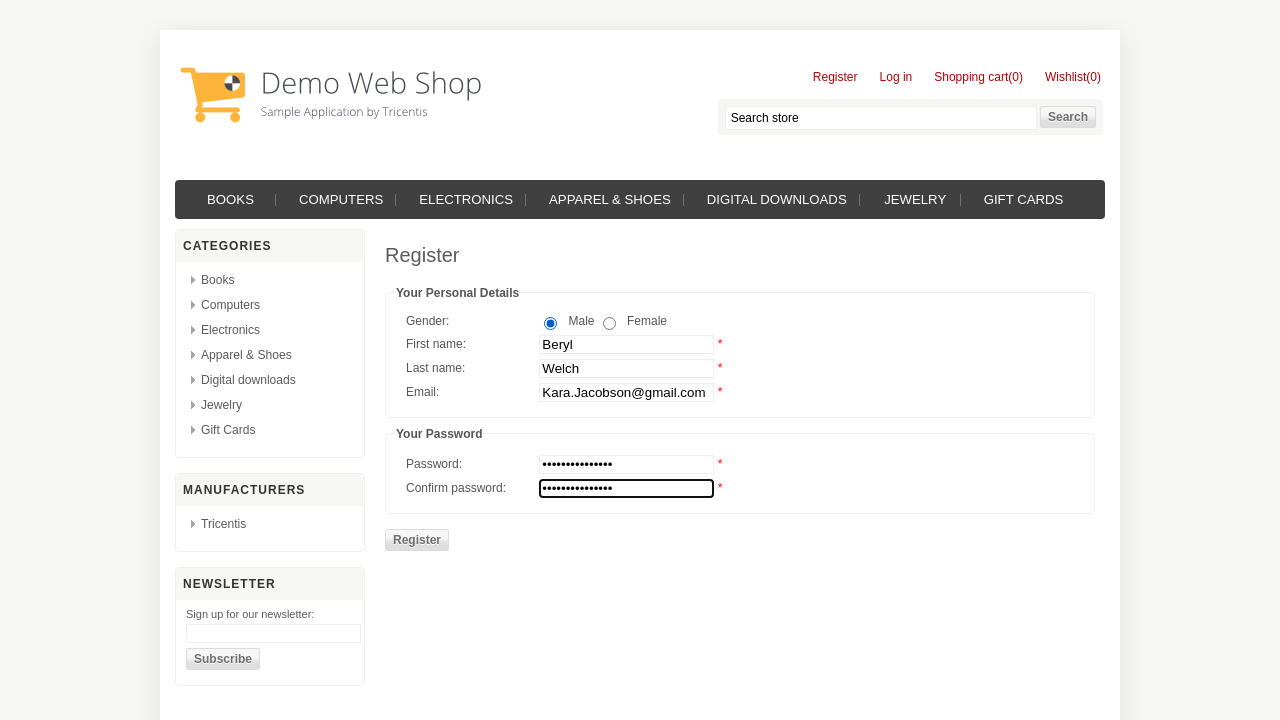 Demo Web Shop
Sample Application by Tricentis
Register Log in Shopping cart(0) Wishlist(0)
Search store Search
BOOKS COMPUTERS ELECTRONICS APPAREL & SHOES DIGITAL DOWNLOADS JEWELRY GIFT CARDS
CATEGORIES
Books
Computers
Electronics
Apparel & Shoes
Digital downloads
Jewelry
Gift Cards
MANUFACTURERS
Tricentis
NEWSLETTER
Sign up for our newsletter:
Subscribe
Register
Your Personal Details
Gender: Male Female
First name: Beryl *
Last name: Welch *
Email: Kara.Jacobson@gmail.com *
Your Password
Password: ••••••••••••••• *
Confirm password: ••••••••••••••• *
Register